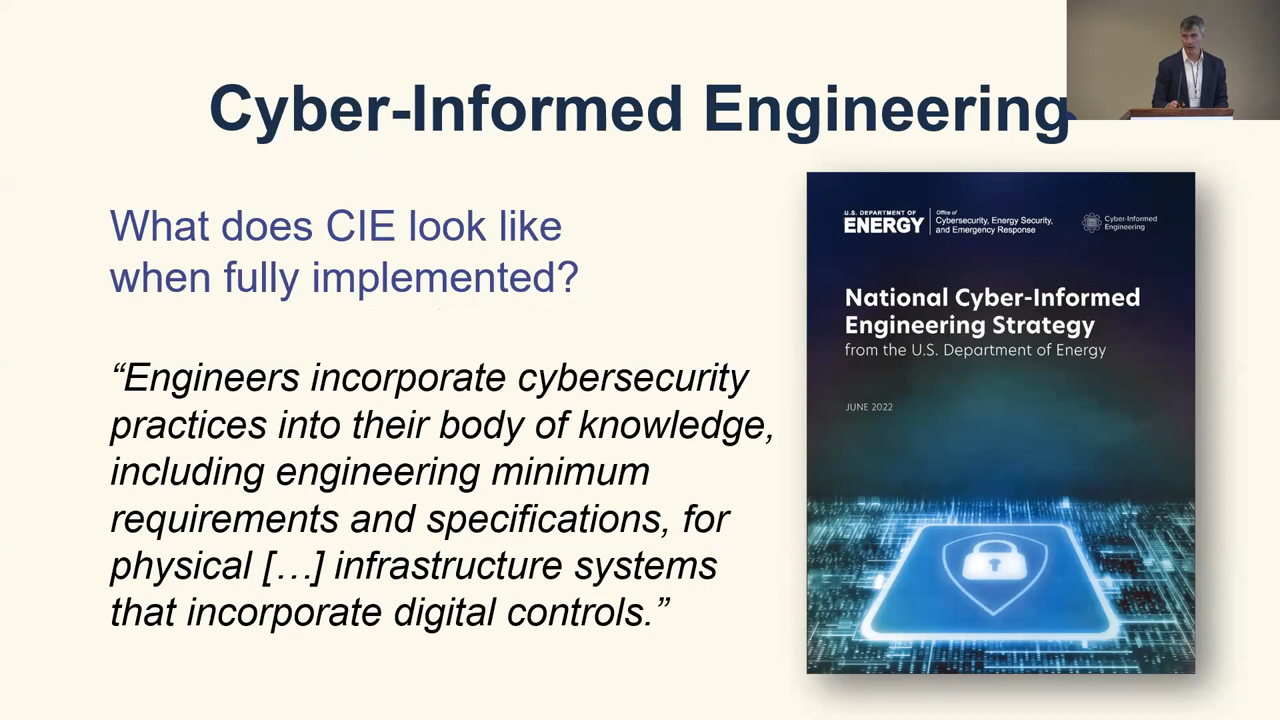 Cyber-Informed Engineering
What does CIE look like
when fully implemented?
“Engineers incorporate cybersecurity
practices into their body of knowledge,
including engineering minimum
requirements and specifications, for
physical […] infrastructure systems
that incorporate digital controls.”
U.S. DEPARTMENT OF
ENERGY
Office of
Cybersecurity, Energy Security,
and Emergency Response
Cyber-Informed
Engineering
National Cyber-Informed
Engineering Strategy
from the U.S. Department of Energy
JUNE 2022